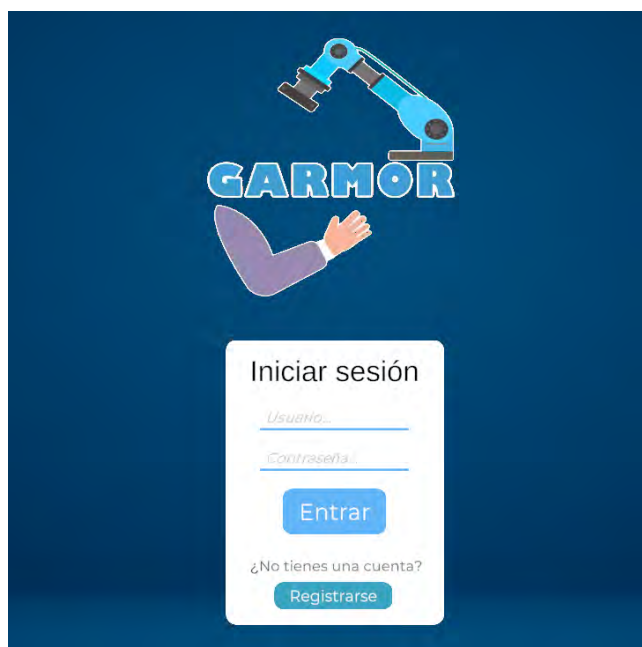 GARMOR
Iniciar sesión
Usuario...
Contraseña...
Entrar
¿No tienes una cuenta?
Registrarse